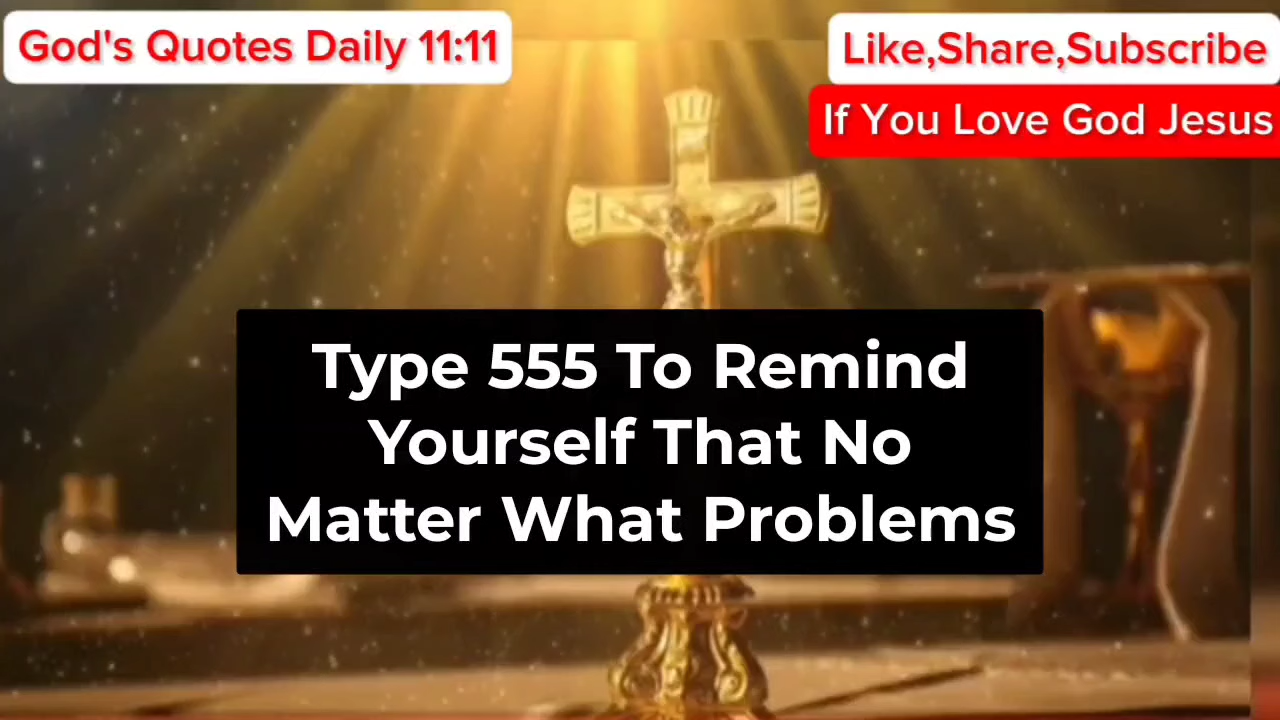 God's Quotes Daily 11:11
Like,Share,Subscribe
If You Love God Jesus
Type 555 To Remind
Yourself That No
Matter What Problems